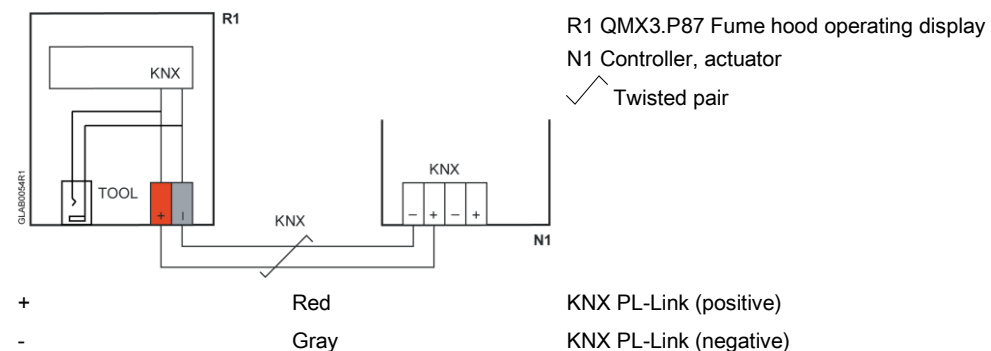 R1
R1 QMX3.P87 Fume hood operating display
N1 Controller, actuator
Twisted pair
KNX
KNX
GLAB0054R1
TOOL
+ –
KNX
– + – +
N1
+ Red KNX PL-Link (positive)
- Gray KNX PL-Link (negative)